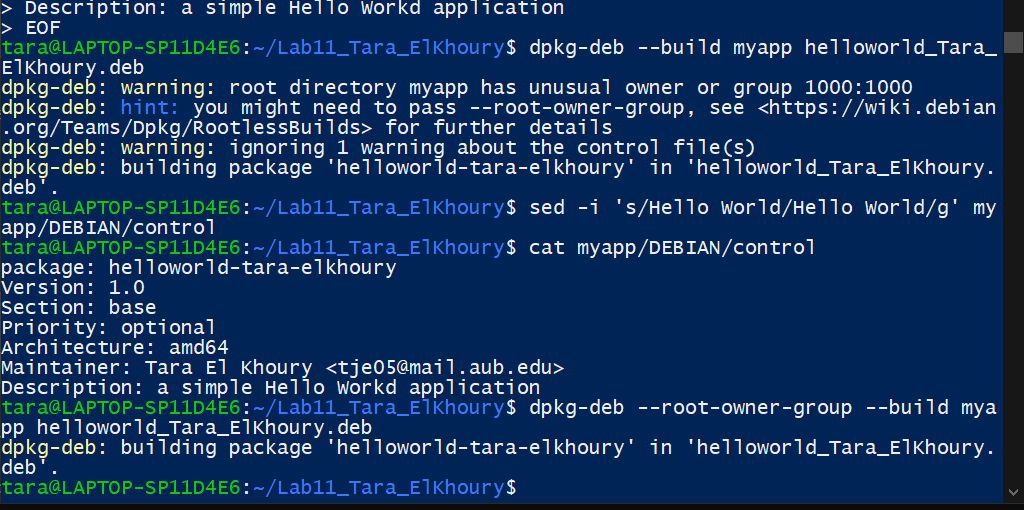 > Description: a simple Hello Workd application
> EOF
tara@LAPTOP-SP11D4E6:~/Lab11_Tara_ElKhoury$ dpkg-deb --build myapp helloworld_Tara_
ElKhoury.deb
dpkg-deb: warning: root directory myapp has unusual owner or group 1000:1000
dpkg-deb: hint: you might need to pass --root-owner-group, see <https://wiki.debian
.org/Teams/Dpkg/RootlessBuilds> for further details
dpkg-deb: warning: ignoring 1 warning about the control file(s)
dpkg-deb: building package 'helloworld-tara-elkhoury' in 'helloworld_Tara_ElKhoury.
deb'.
tara@LAPTOP-SP11D4E6:~/Lab11_Tara_ElKhoury$ sed -i 's/Hello World/Hello World/g' my
app/DEBIAN/control
tara@LAPTOP-SP11D4E6:~/Lab11_Tara_ElKhoury$ cat myapp/DEBIAN/control
package: helloworld-tara-elkhoury
Version: 1.0
Section: base
Priority: optional
Architecture: amd64
Maintainer: Tara El Khoury <tje05@mail.aub.edu>
Description: a simple Hello Workd application
tara@LAPTOP-SP11D4E6:~/Lab11_Tara_ElKhoury$ dpkg-deb --root-owner-group --build mya
pp helloworld_Tara_ElKhoury.deb
dpkg-deb: building package 'helloworld-tara-elkhoury' in 'helloworld_Tara_ElKhoury.
deb'.
tara@LAPTOP-SP11D4E6:~/Lab11_Tara_ElKhoury$